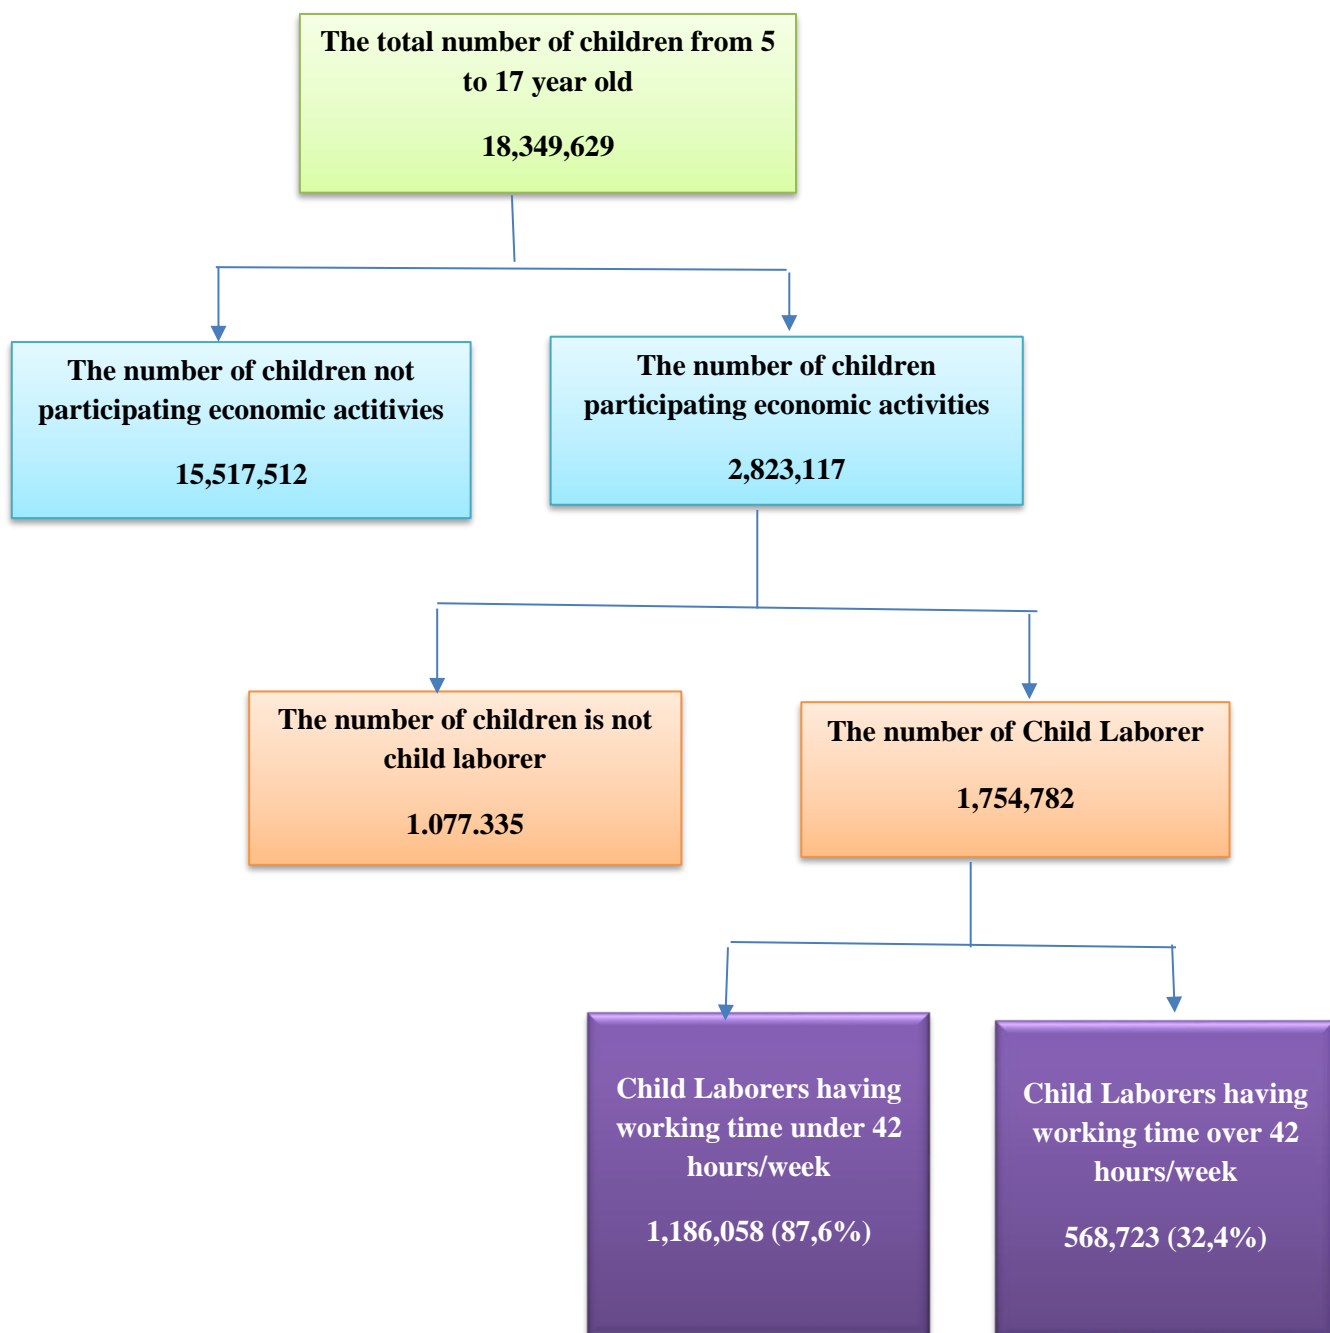 The total number of children from 5
to 17 year old
18,349,629
The number of children not
participating economic actitivies
15,517,512
The number of children
participating economic activities
2,823,117
The number of children is not
child laborer
1.077.335
The number of Child Laborer
1,754,782
Child Laborers having
working time under 42
hours/week
1,186,058 (87,6%)
Child Laborers having
working time over 42
hours/week
568,723 (32,4%)